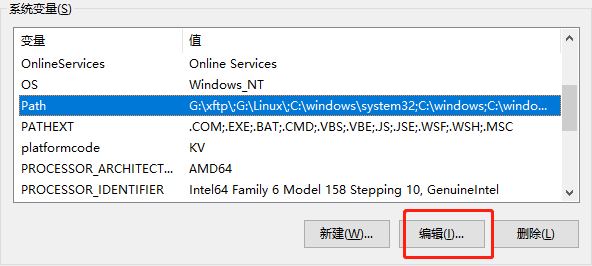 系统变量(S)
变量 值
OnlineServices Online Services
OS Windows_NT
Path G:\xftp\;G:\Linux\;C:\windows\system32;C:\windows;C:\windo...
PATHEXT .COM;.EXE;.BAT;.CMD;.VBS;.VBE;.JS;.JSE;.WSF;.WSH;.MSC
platformcode KV
PROCESSOR_ARCHITECT... AMD64
PROCESSOR_IDENTIFIER Intel64 Family 6 Model 158 Stepping 10, GenuineIntel
新建(W)... 编辑(I)... 删除(L)